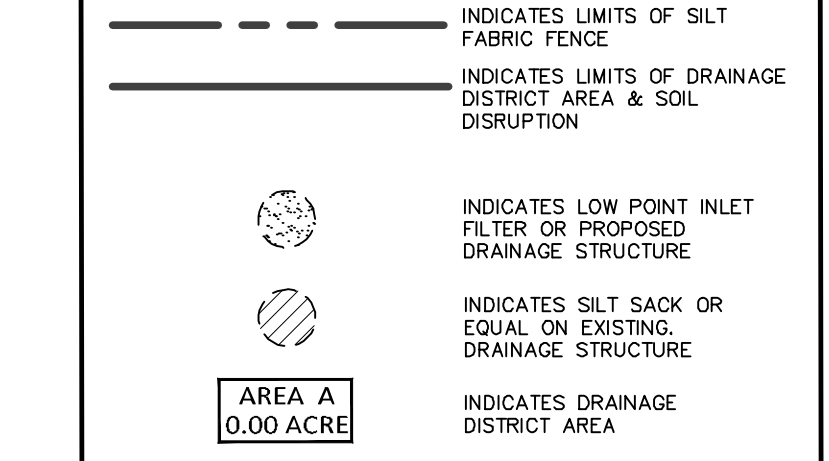 INDICATES LIMITS OF SILT
FABRIC FENCE
INDICATES LIMITS OF DRAINAGE
DISTRICT AREA & SOIL
DISRUPTION
INDICATES LOW POINT INLET
FILTER OR PROPOSED
DRAINAGE STRUCTURE
INDICATES SILT SACK OR
EQUAL ON EXISTING.
DRAINAGE STRUCTURE
AREA A
0.00 ACRE
INDICATES DRAINAGE
DISTRICT AREA